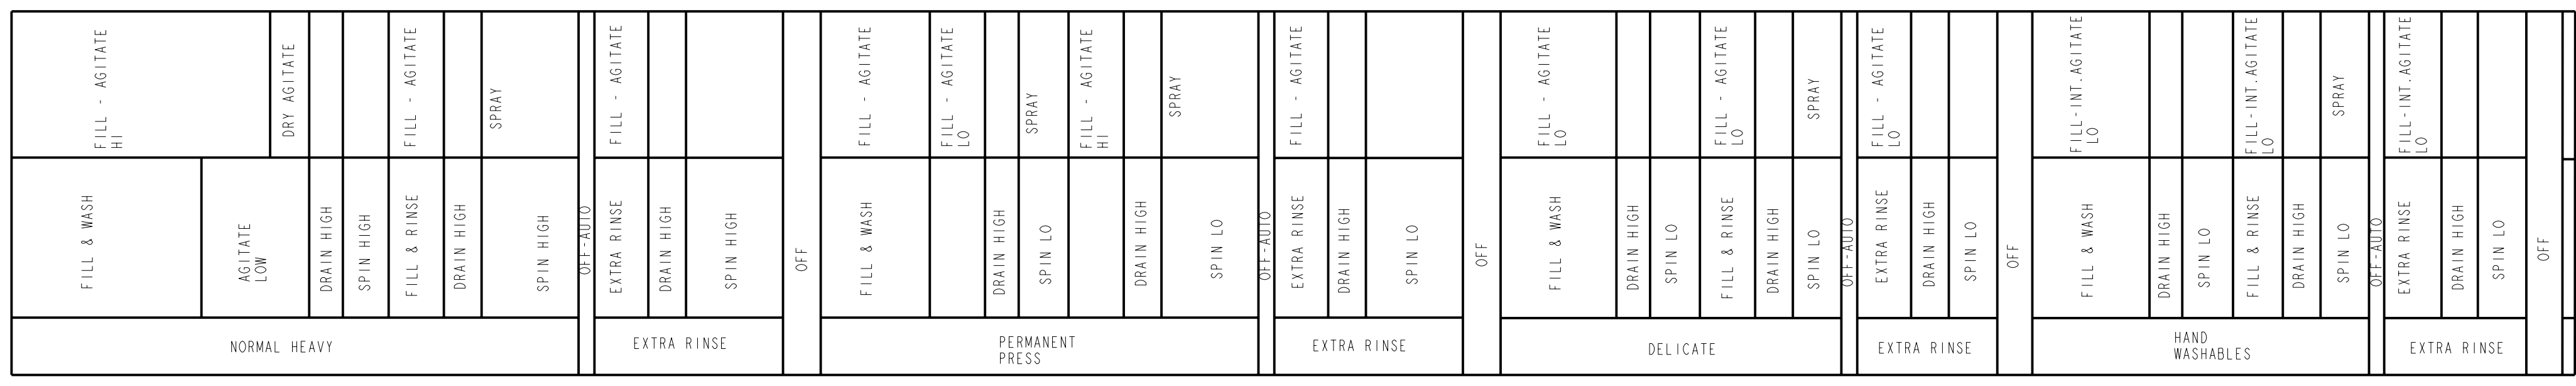 FILL - AGITATE
HI
DRY AGITATE
FILL - AGITATE
SPRAY
FILL - AGITATE
FILL - AGITATE
FILL - AGITATE
LO
SPRAY
FILL - AGITATE
HI
SPRAY
FILL - AGITATE
FILL - AGITATE
LO
FILL - AGITATE
LO
SPRAY
FILL - AGITATE
LO
FILL-INT.AGITATE
LO
FILL-INT.AGITATE
LO
SPRAY
FILL-INT.AGITATE
LO
FILL & WASH
AGITATE
LOW
DRAIN HIGH
SPIN HIGH
FILL & RINSE
DRAIN HIGH
SPIN HIGH
OFF-AUTO
EXTRA RINSE
DRAIN HIGH
SPIN HIGH
OFF
FILL & WASH
DRAIN HIGH
SPIN LO
DRAIN HIGH
SPIN LO
OFF-AUTO
EXTRA RINSE
DRAIN HIGH
SPIN LO
OFF
FILL & WASH
DRAIN HIGH
SPIN LO
FILL & RINSE
DRAIN HIGH
SPIN LO
OFF-AUTO
EXTRA RINSE
DRAIN HIGH
SPIN LO
OFF
FILL & WASH
DRAIN HIGH
SPIN LO
FILL & RINSE
DRAIN HIGH
SPIN LO
OFF-AUTO
EXTRA RINSE
DRAIN HIGH
SPIN LO
OFF
NORMAL HEAVY
EXTRA RINSE
PERMANENT
PRESS
EXTRA RINSE
DELICATE
EXTRA RINSE
HAND
WASHABLES
EXTRA RINSE